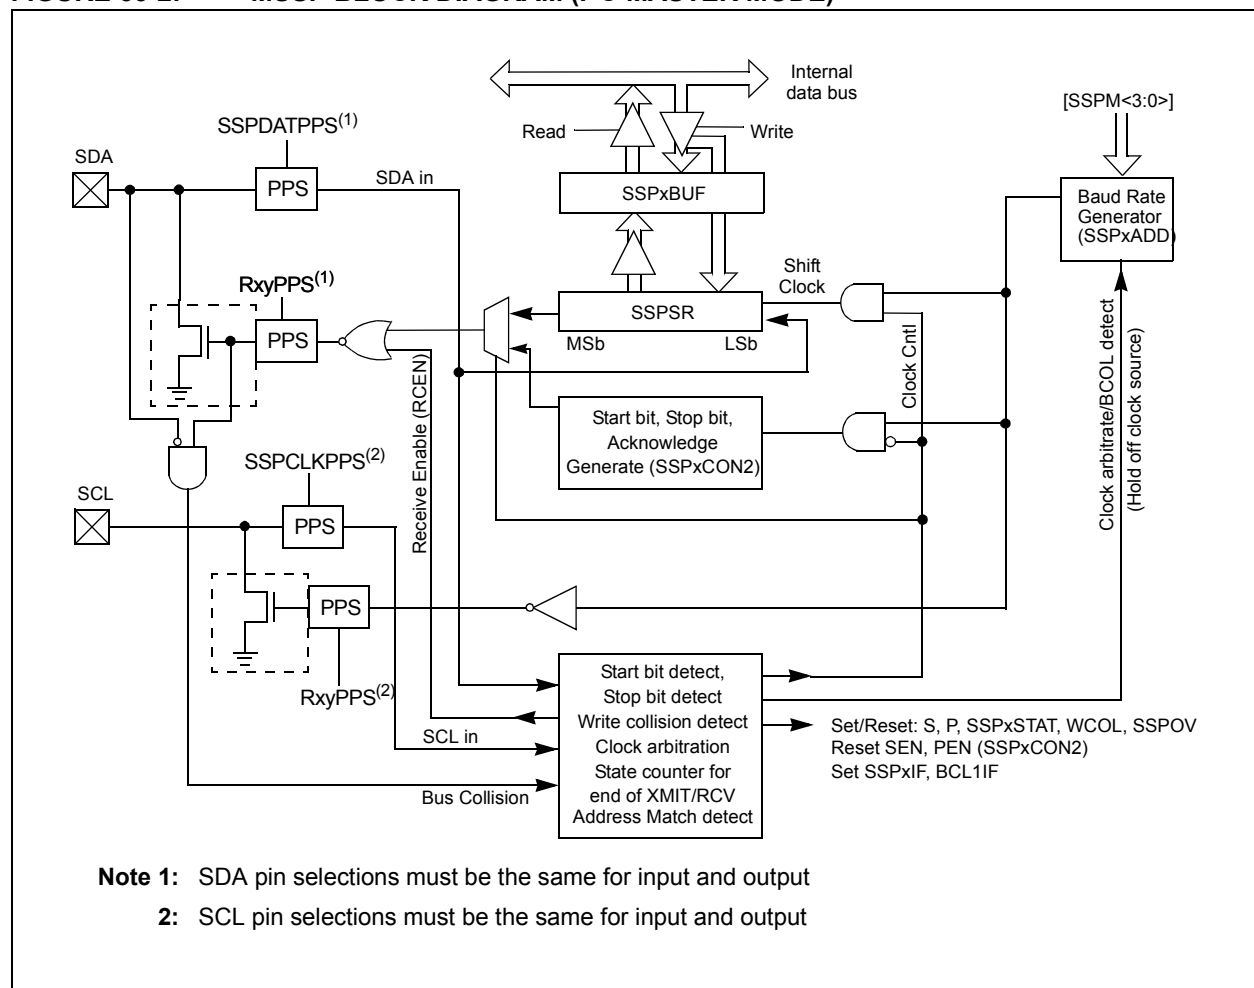 Internal
data bus
[SSPM<3:0>]
Read
Write
SSPDATPPS(1)
SDA
PPS
SDA in
SSPxBUF
Baud Rate
Generator
(SSPxADD)
RxyPPS(1)
Shift
Clock
PPS
SSPSR
MSb
LSb
Receive Enable (RCEN)
Clock Cntl
Clock arbitrate/BCOL detect
(Hold off clock source)
Start bit, Stop bit,
Acknowledge
Generate (SSPxCON2)
SSPCLKPPS(2)
SCL
PPS
PPS
RxyPPS(2)
Start bit detect,
Stop bit detect
Write collision detect
Clock arbitration
State counter for
end of XMIT/RCV
Address Match detect
SCL in
Bus Collision
Set/Reset: S, P, SSPxSTAT, WCOL, SSPOV
Reset SEN, PEN (SSPxCON2)
Set SSPxIF, BCL1IF
Note 1: SDA pin selections must be the same for input and output
2: SCL pin selections must be the same for input and output